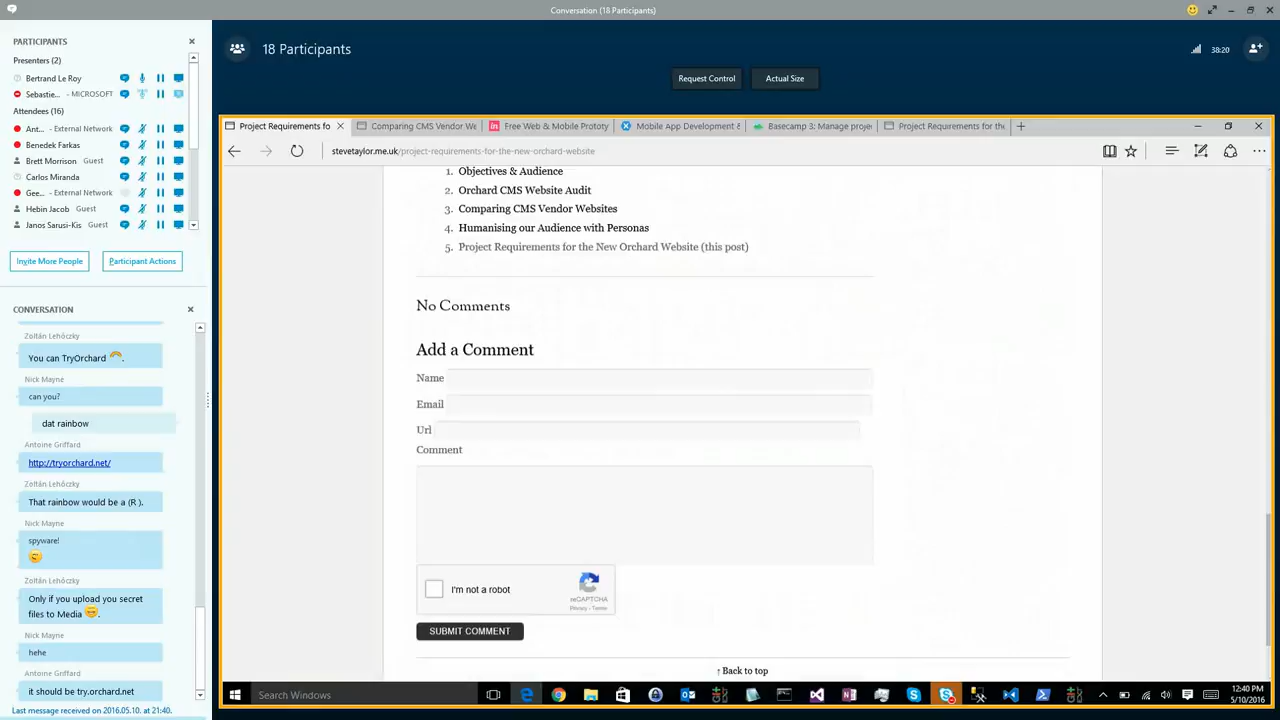 Conversation (18 Participants)
PARTICIPANTS
Presenters (2)
Bertrand Le Roy
Sebastie... - MICROSOFT
Attendees (16)
Ant... - External Network
Benedek Farkas
Brett Morrison Guest
Carlos Miranda
Gee... - External Network
Hebin Jacob Guest
Janos Sarusi-Kis Guest
Invite More People
Participant Actions
CONVERSATION
Zoltán Lehóczky
You can TryOrchard
Nick Mayne
can you?
dat rainbow
Antoine Griffard
http://tryorchard.net/
Zoltán Lehóczky
That rainbow would be a (R ).
Nick Mayne
spyware!
Zoltán Lehóczky
Only if you upload you secret
files to Media
Nick Mayne
hehe
Antoine Griffard
it should be try.orchard.net
Last message received on 2016.05.10. at 21:40.
18 Participants
38:20
Request Control
Actual Size
Project Requirements fo
Comparing CMS Vendor We
in Free Web & Mobile Prototy
Mobile App Development &
Basecamp 3: Manage proje
Project Requirements for the
stevetaylor.me.uk/project-requirements-for-the-new-orchard-website
1. Objectives & Audience
2. Orchard CMS Website Audit
3. Comparing CMS Vendor Websites
4. Humanising our Audience with Personas
5. Project Requirements for the New Orchard Website (this post)
No Comments
Add a Comment
Name
Email
Url
Comment
I'm not a robot
reCAPTCHA
Privacy - Terms
SUBMIT COMMENT
↑ Back to top
Search Windows
12:40 PM
5/10/2016